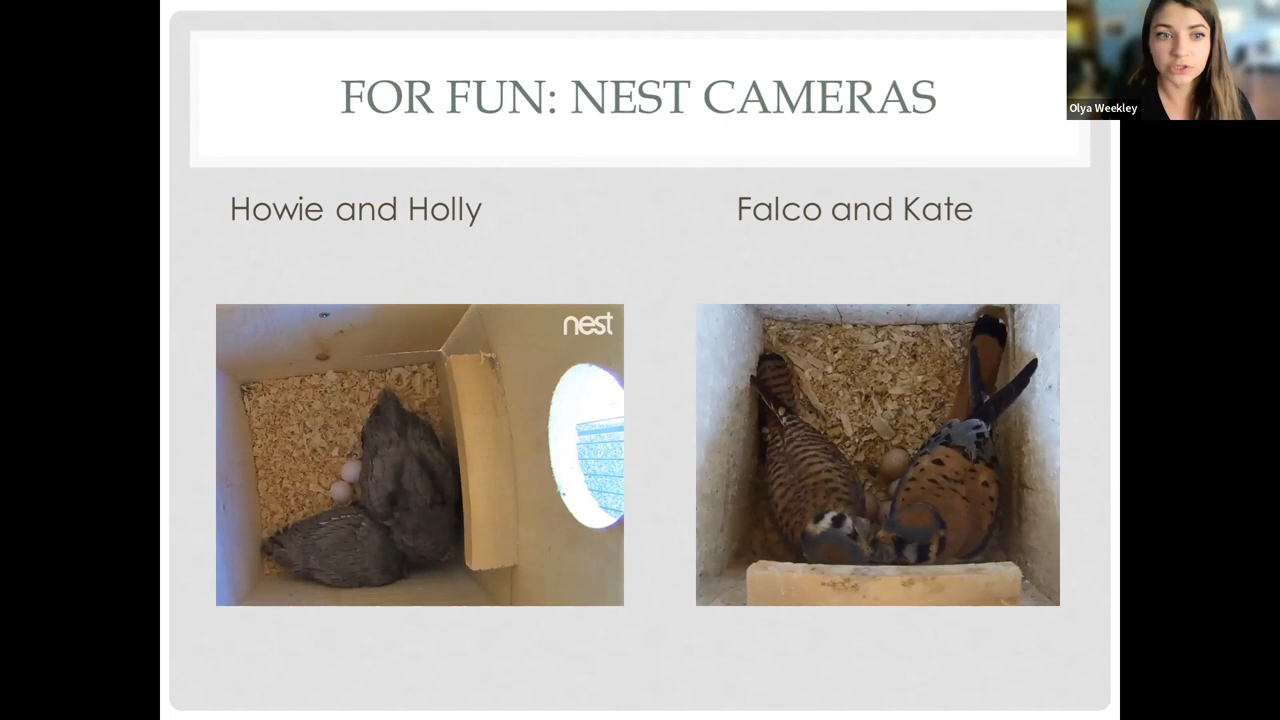 FOR FUN: NEST CAMERAS
Olya Weekley
Howie and Holly
Falco and Kate
nest